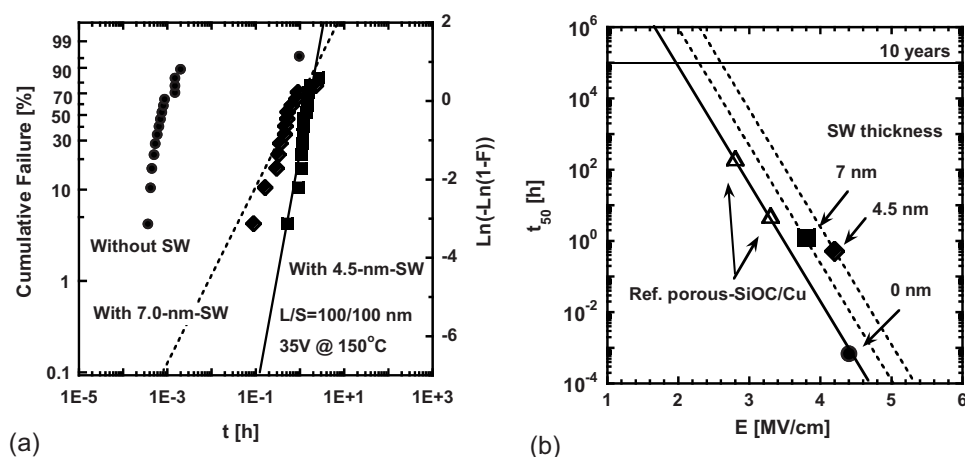 2
99
90
70
50
30
10
1
0.1
Cumulative Failure [%]
0
-2
-4
-6
Ln(-Ln(1-F))
Without SW
With 4.5-nm-SW
With 7.0-nm-SW
L/S=100/100 nm
35V @ 150°C
1E-5
1E-3
1E-1
1E+1
1E+3
t [h]
(a)
10^6
10^4
10^2
10^0
10^-2
10^-4
t_50 [h]
10 years
SW thickness
7 nm
4.5 nm
Ref. porous-SiOC/Cu
0 nm
1
2
3
4
5
6
E [MV/cm]
(b)